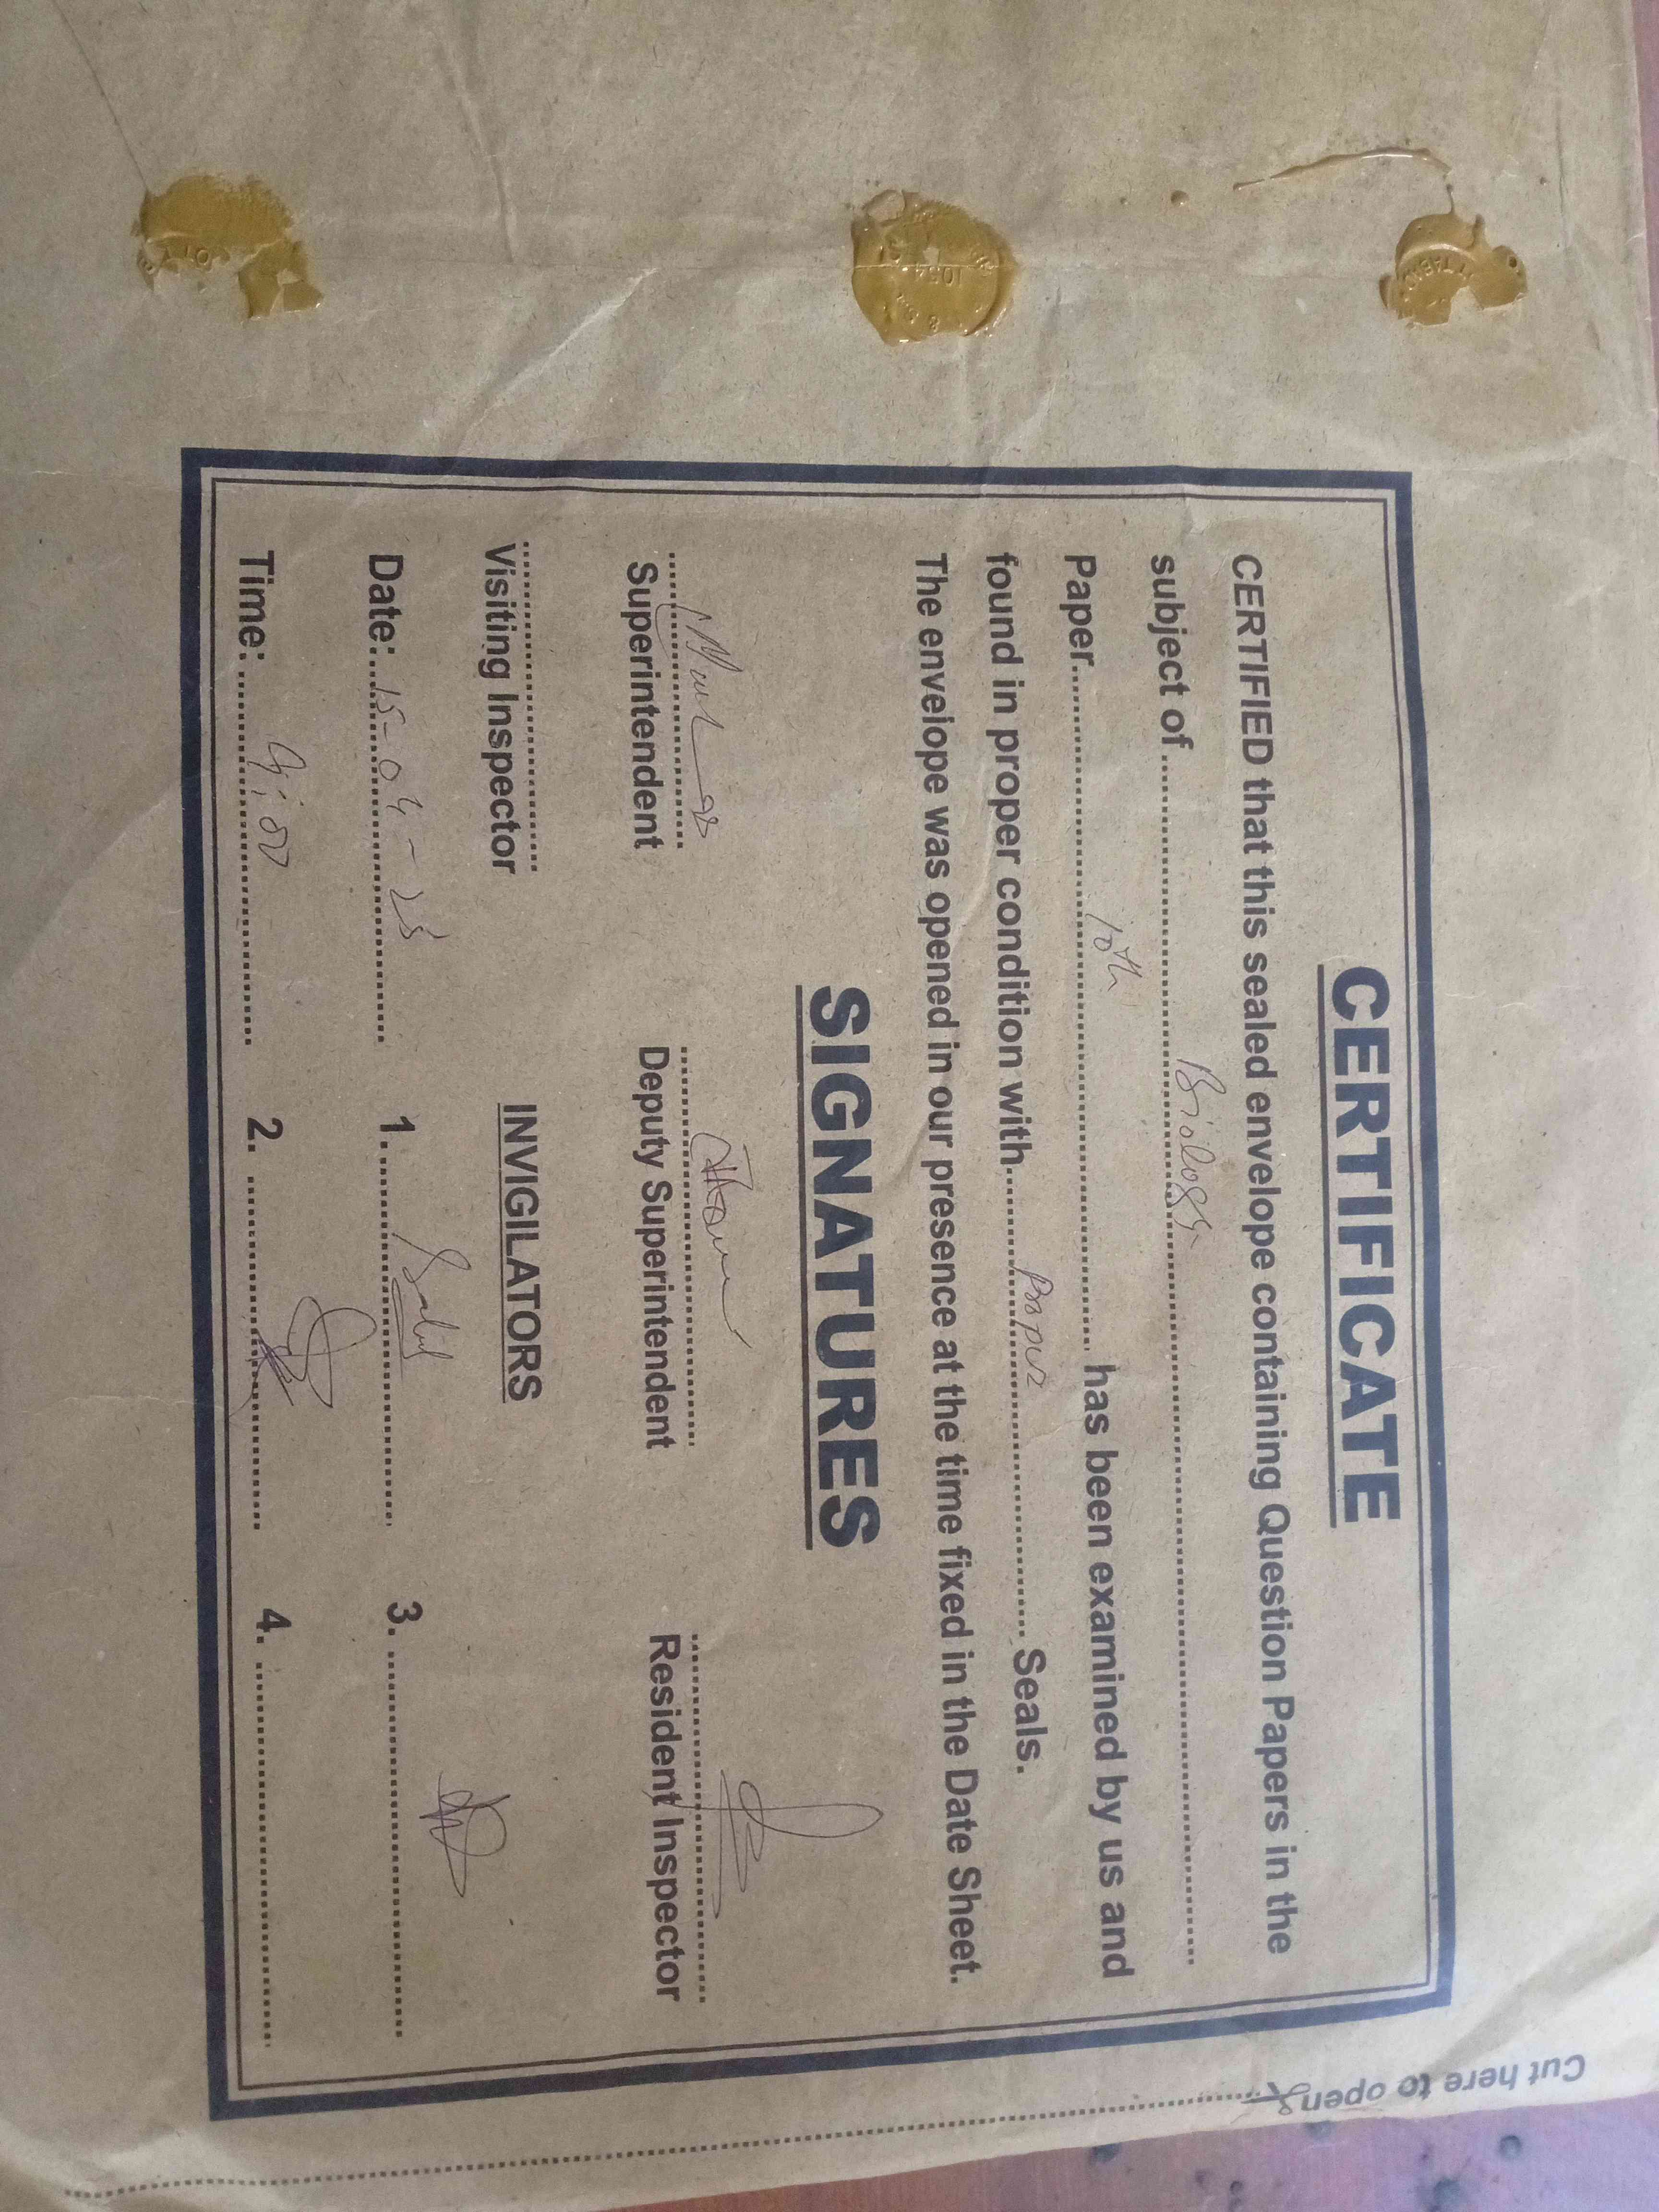 CERTIFICATE
CERTIFIED that this sealed envelope containing Question Papers in the
subject of .......... Biology ..........
Paper.......... 10th .......... has been examined by us and
found in proper condition with.......... Proper .......... Seals.
The envelope was opened in our presence at the time fixed in the Date Sheet.
SIGNATURES
Superintendent Deputy Superintendent Resident Inspector
Visiting Inspector INVIGILATORS
Date: 15-04-25 1. 3.
Time: 9:00 2. 4.
Cut here to open